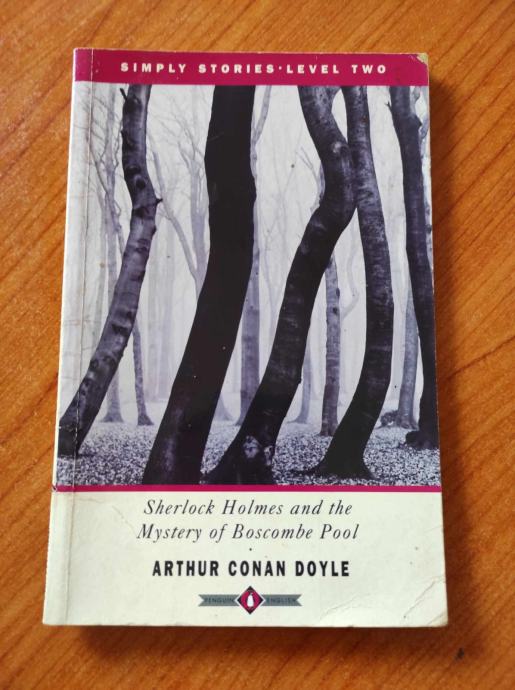 SIMPLY STORIES · LEVEL TWO
Sherlock Holmes and the
Mystery of Boscombe Pool
ARTHUR CONAN DOYLE
PENGUIN ENGLISH